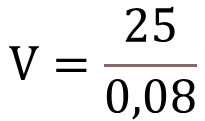 V = 25 / 0,08